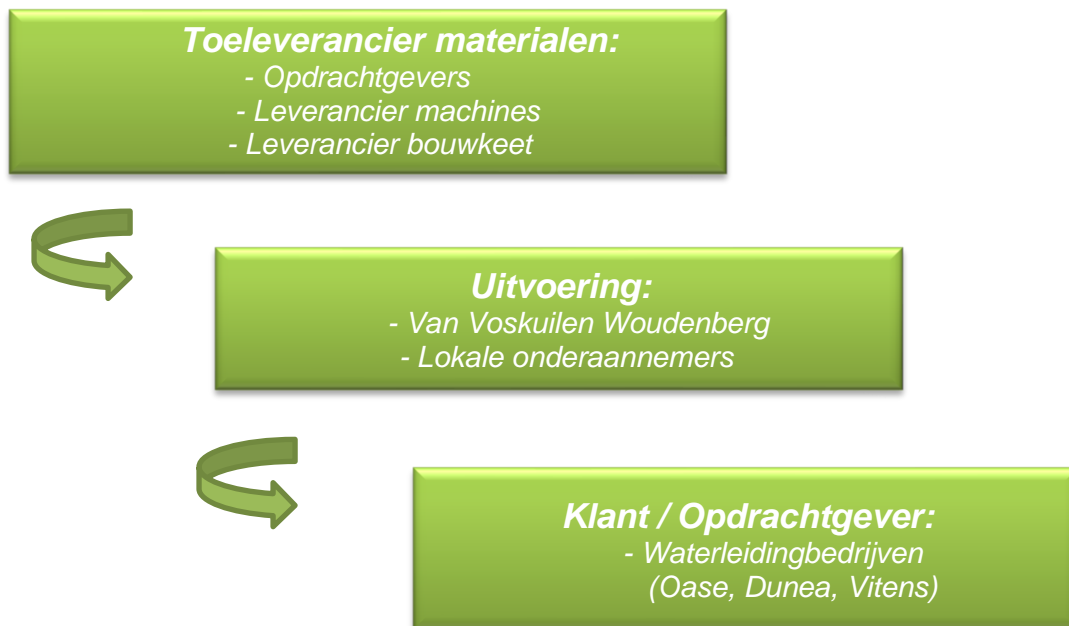 Toeleverancier materialen:
- Opdrachtgevers
- Leverancier machines
- Leverancier bouwkeet
Uitvoering:
- Van Voskuilen Woudenberg
- Lokale onderaannemers
Klant / Opdrachtgever:
- Waterleidingbedrijven
(Oase, Dunea, Vitens)